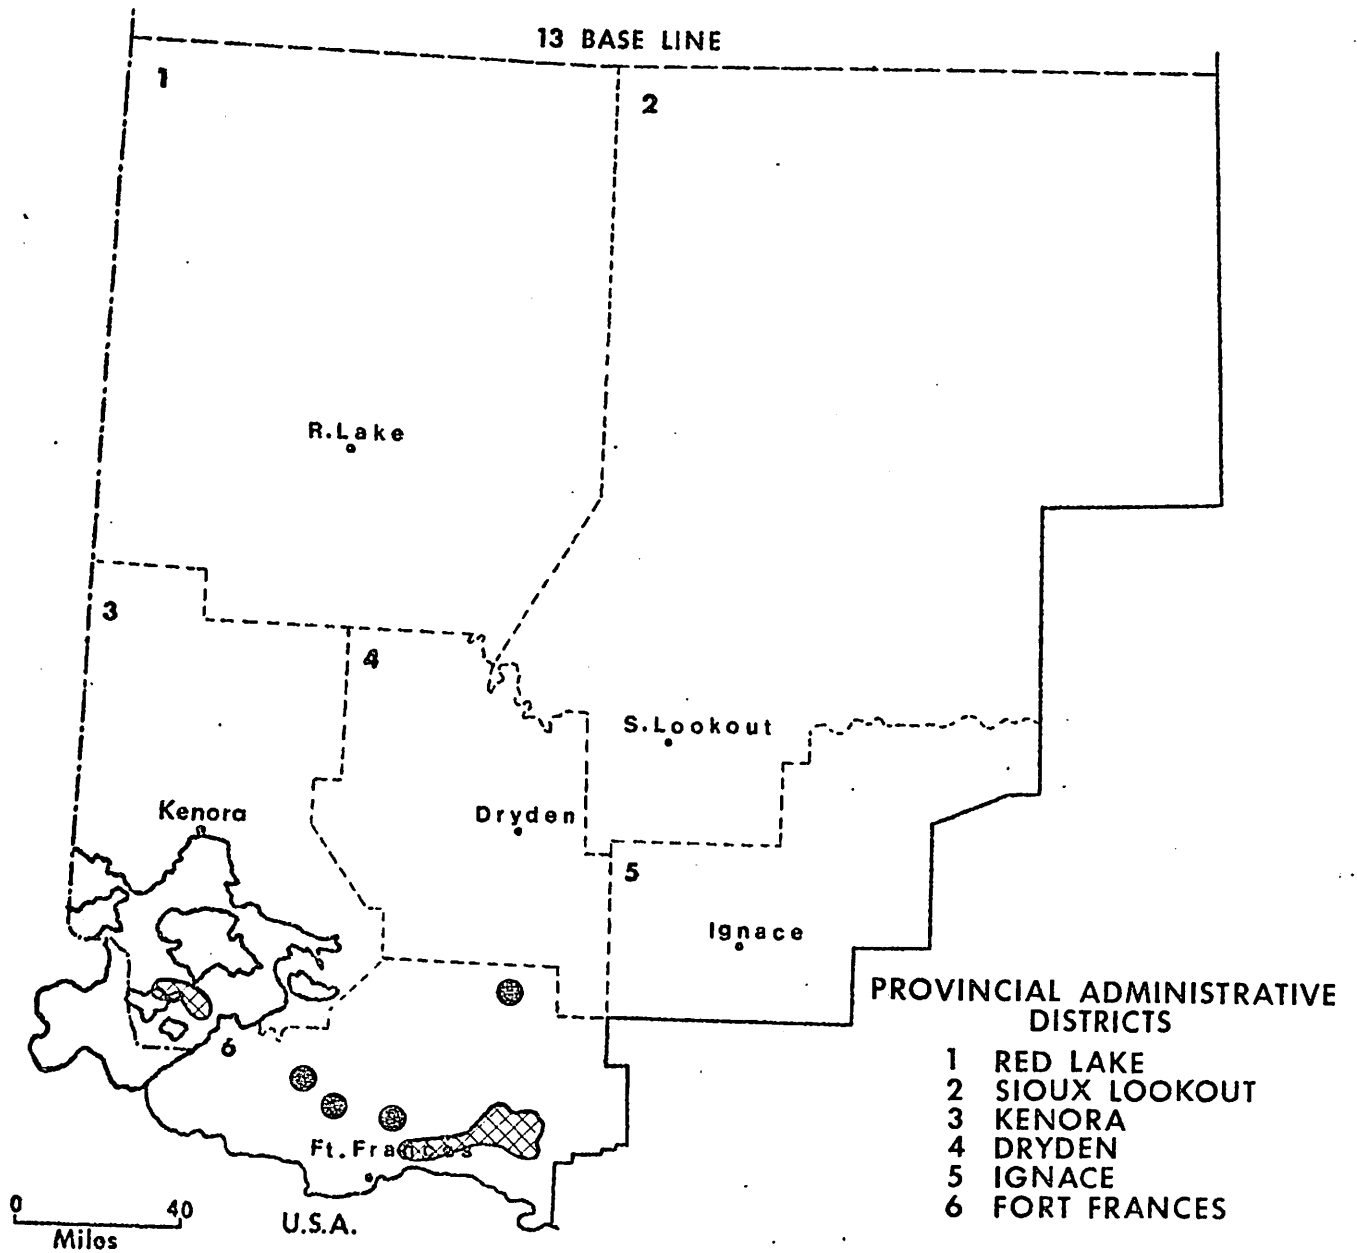 13 BASE LINE
1
2
R.Lake
3
4
S.Lookout
Kenora
Dryden
5
Ignace
6
Ft.Frances
0 40
Miles
U.S.A.
PROVINCIAL ADMINISTRATIVE
DISTRICTS
1 RED LAKE
2 SIOUX LOOKOUT
3 KENORA
4 DRYDEN
5 IGNACE
6 FORT FRANCES